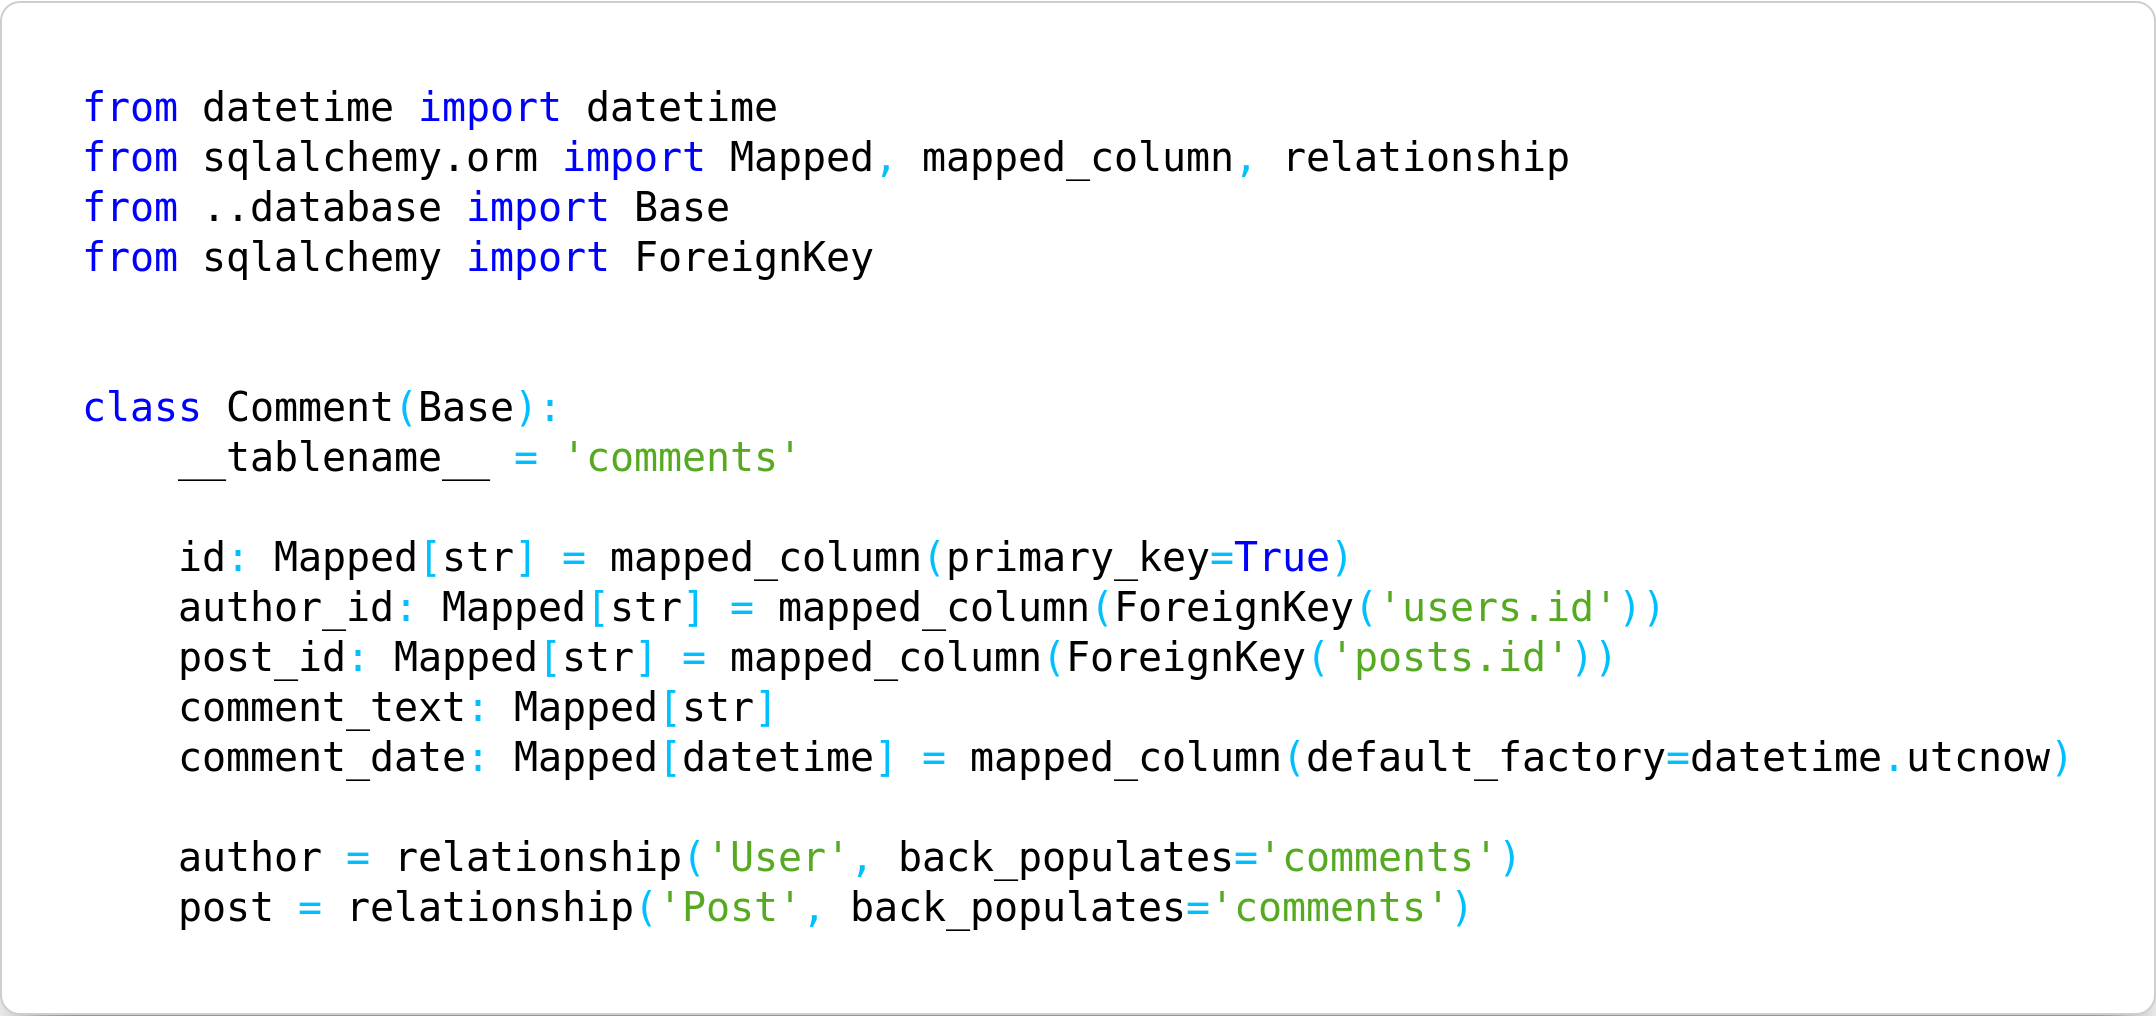 from datetime import datetime
from sqlalchemy.orm import Mapped, mapped_column, relationship
from ..database import Base
from sqlalchemy import ForeignKey


class Comment(Base):
    __tablename__ = 'comments'

    id: Mapped[str] = mapped_column(primary_key=True)
    author_id: Mapped[str] = mapped_column(ForeignKey('users.id'))
    post_id: Mapped[str] = mapped_column(ForeignKey('posts.id'))
    comment_text: Mapped[str]
    comment_date: Mapped[datetime] = mapped_column(default_factory=datetime.utcnow)

    author = relationship('User', back_populates='comments')
    post = relationship('Post', back_populates='comments')